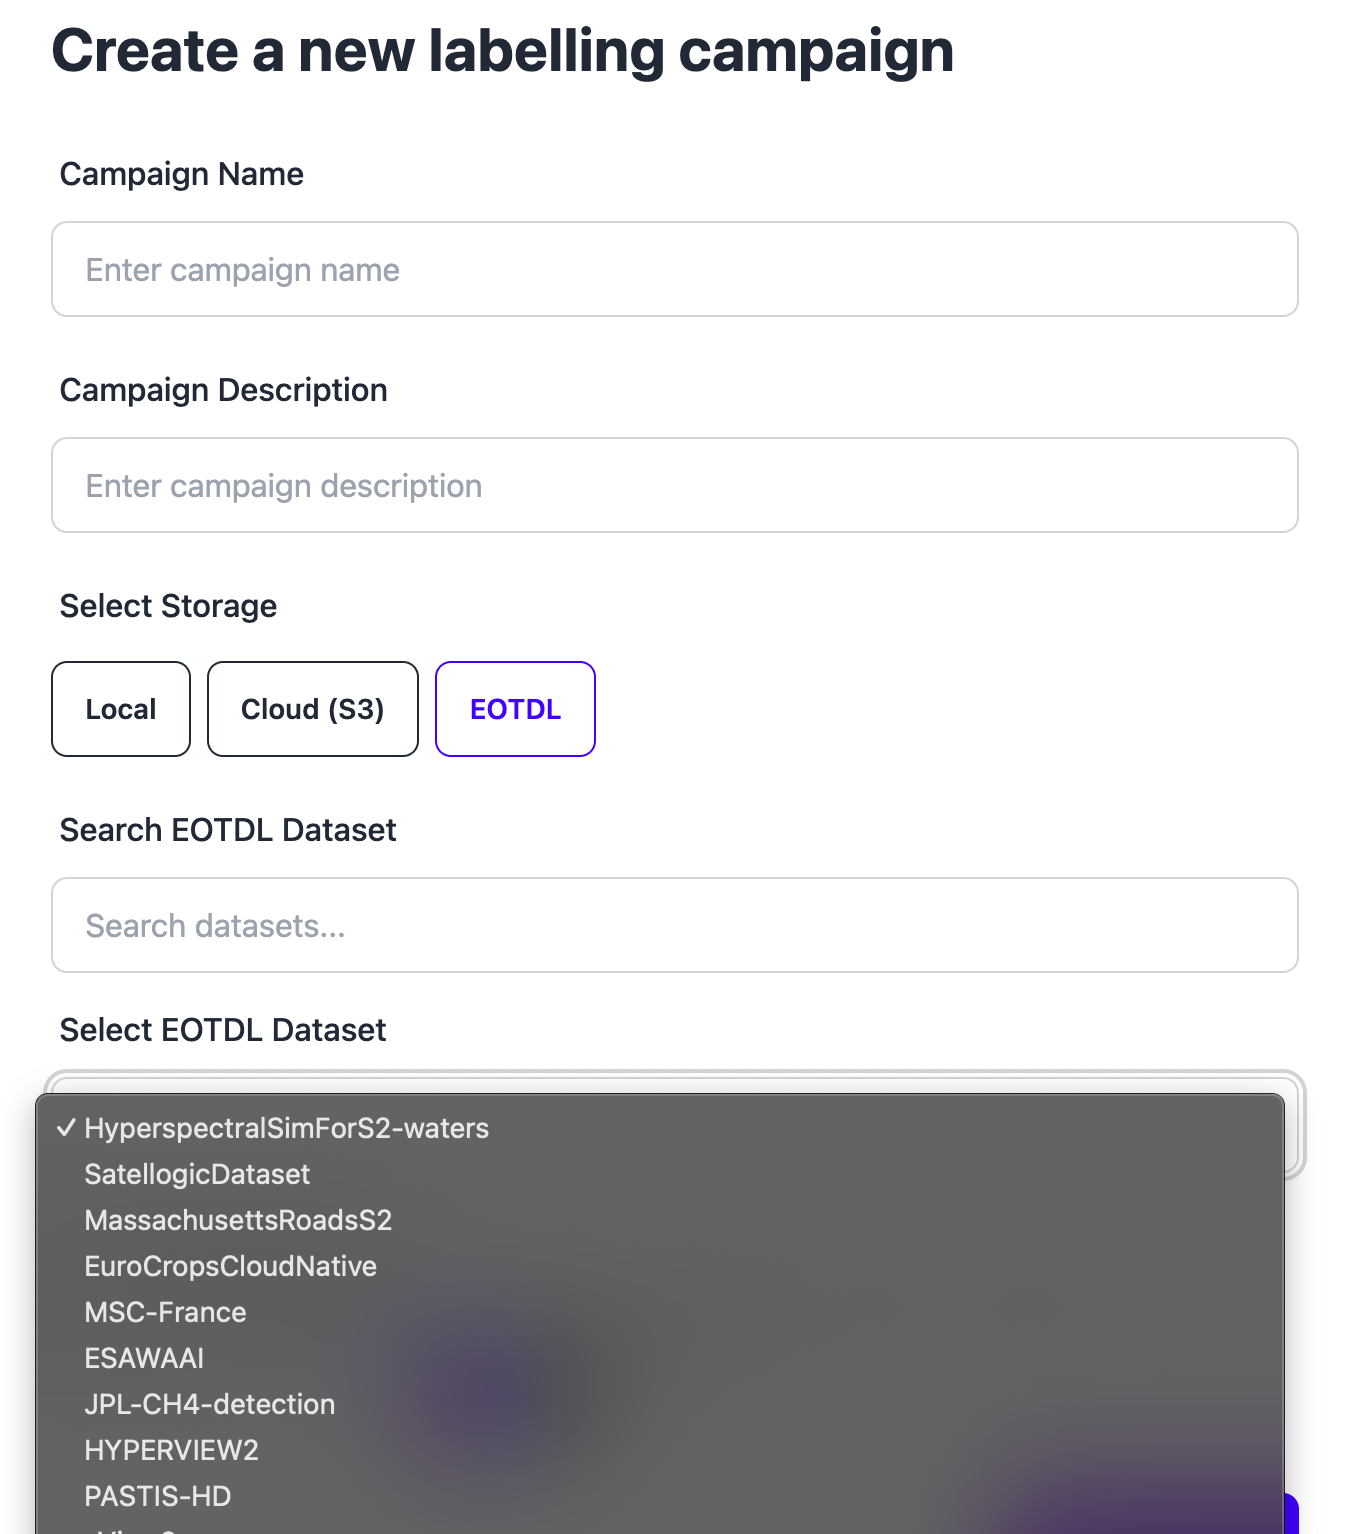 Create a new labelling campaign
Campaign Name
Enter campaign name
Campaign Description
Enter campaign description
Select Storage
Local Cloud (S3) EOTDL
Search EOTDL Dataset
Search datasets...
Select EOTDL Dataset
✓ HyperspectralSimForS2-waters
SatellogicDataset
MassachusettsRoadsS2
EuroCropsCloudNative
MSC-France
ESAWAAI
JPL-CH4-detection
HYPERVIEW2
PASTIS-HD